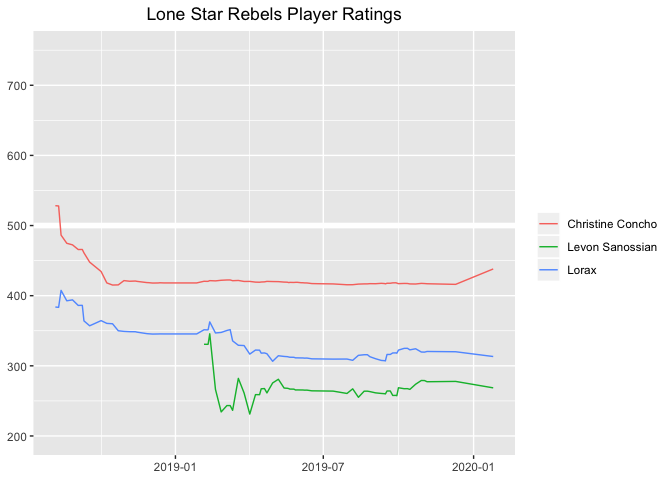 Lone Star Rebels Player Ratings
700
600
500
400
300
200
2019-01
2019-07
2020-01
Christine Concho
Levon Sanossian
Lorax